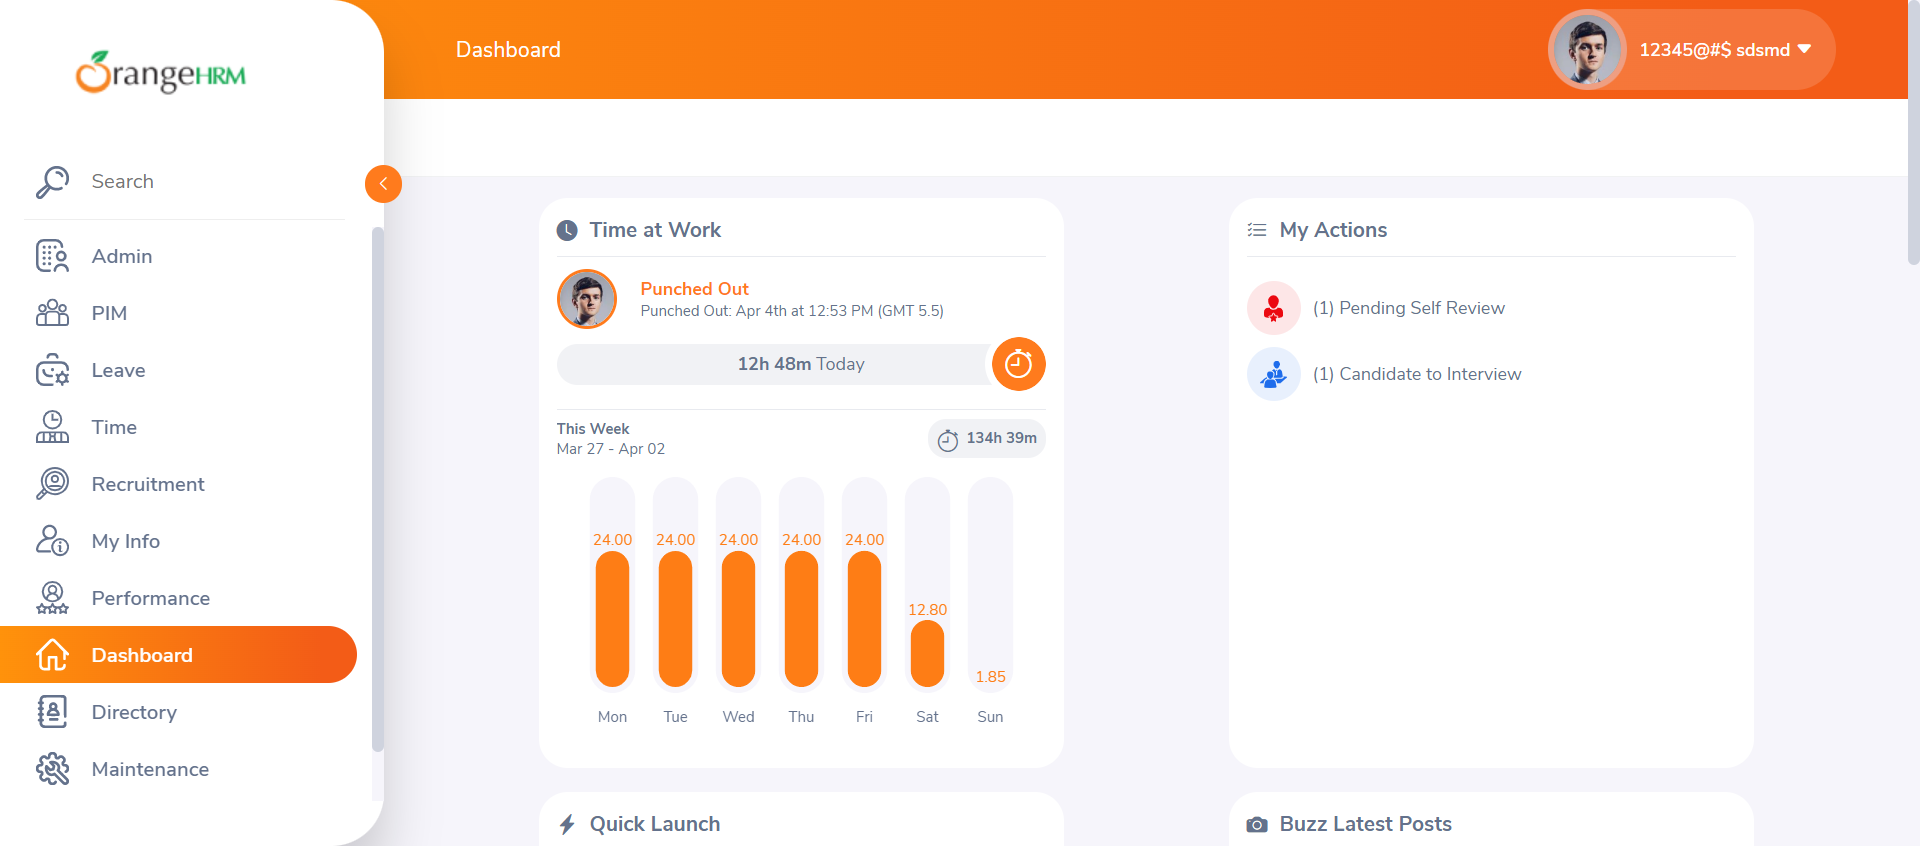 OrangeHRM
Dashboard
12345@#$ sdsmd
Search
Admin
PIM
Leave
Time
Recruitment
My Info
Performance
Dashboard
Directory
Maintenance
Time at Work
Punched Out
Punched Out: Apr 4th at 12:53 PM (GMT 5.5)
12h 48m Today
This Week
Mar 27 - Apr 02
134h 39m
24.00 24.00 24.00 24.00 24.00
12.80
1.85
Mon Tue Wed Thu Fri Sat Sun
My Actions
(1) Pending Self Review
(1) Candidate to Interview
Quick Launch
Buzz Latest Posts